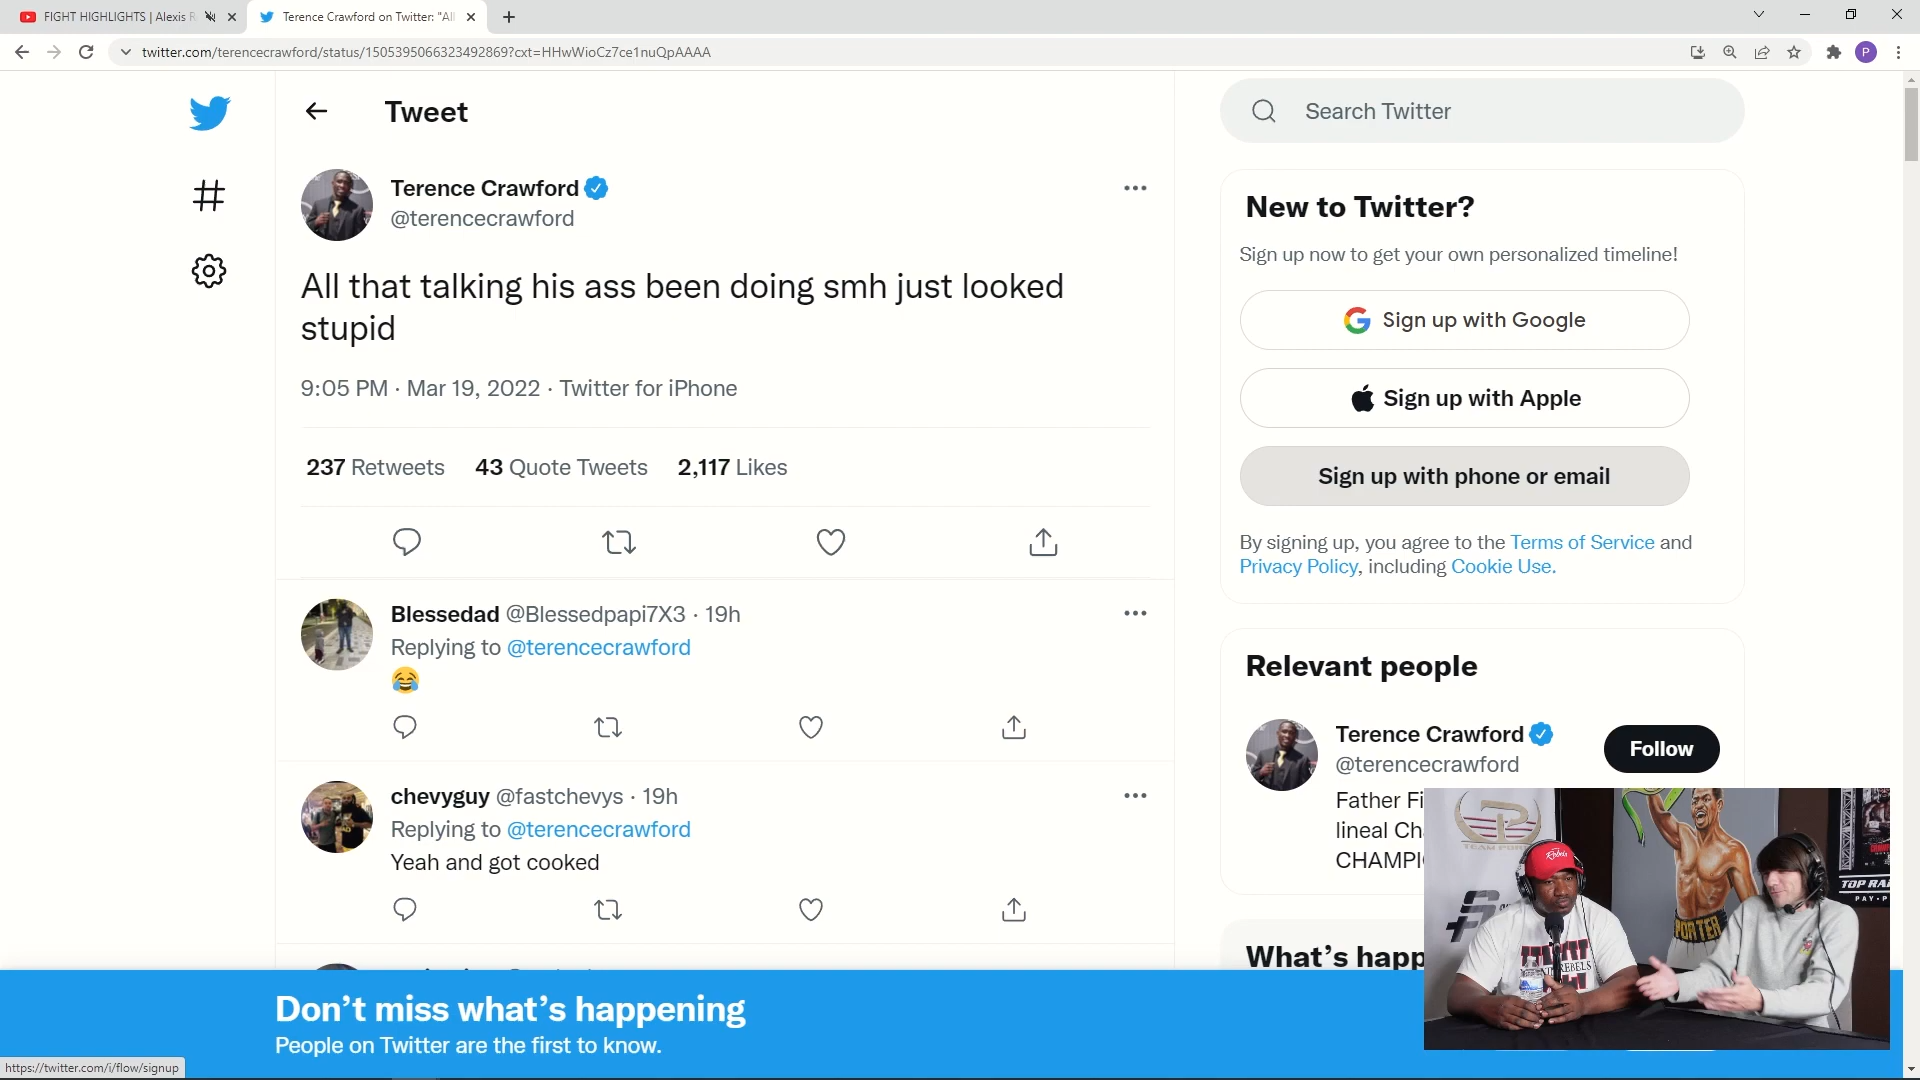 FIGHT HIGHLIGHTS | Alexis R
Terence Crawford on Twitter: "All
twitter.com/terencecrawford/status/1505395066323492869?cxt=HHwWioCz7ce1nuQpAAAA
P
Tweet
Search Twitter
Terence Crawford
@terencecrawford
All that talking his ass been doing smh just looked
stupid
9:05 PM · Mar 19, 2022 · Twitter for iPhone
237 Retweets 43 Quote Tweets 2,117 Likes
Blessedad @Blessedpapi7X3 · 19h
Replying to @terencecrawford
😂
chevyguy @fastchevys · 19h
Replying to @terencecrawford
Yeah and got cooked
New to Twitter?
Sign up now to get your own personalized timeline!
Sign up with Google
Sign up with Apple
Sign up with phone or email
By signing up, you agree to the Terms of Service and
Privacy Policy, including Cookie Use.
Relevant people
Terence Crawford
@terencecrawford
Follow
Father Fi
lineal Ch
CHAMPI
What's happ
TOP RA
PAY-P
PORTER
Rebels
REBELS
Don't miss what's happening
People on Twitter are the first to know.
https://twitter.com/i/flow/signup